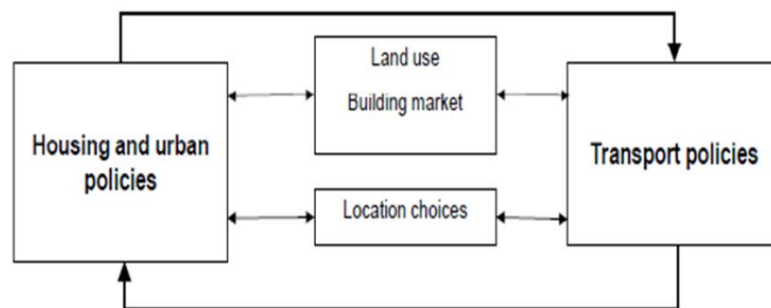 Land use
Building market
Housing and urban
policies
Transport policies
Location choices